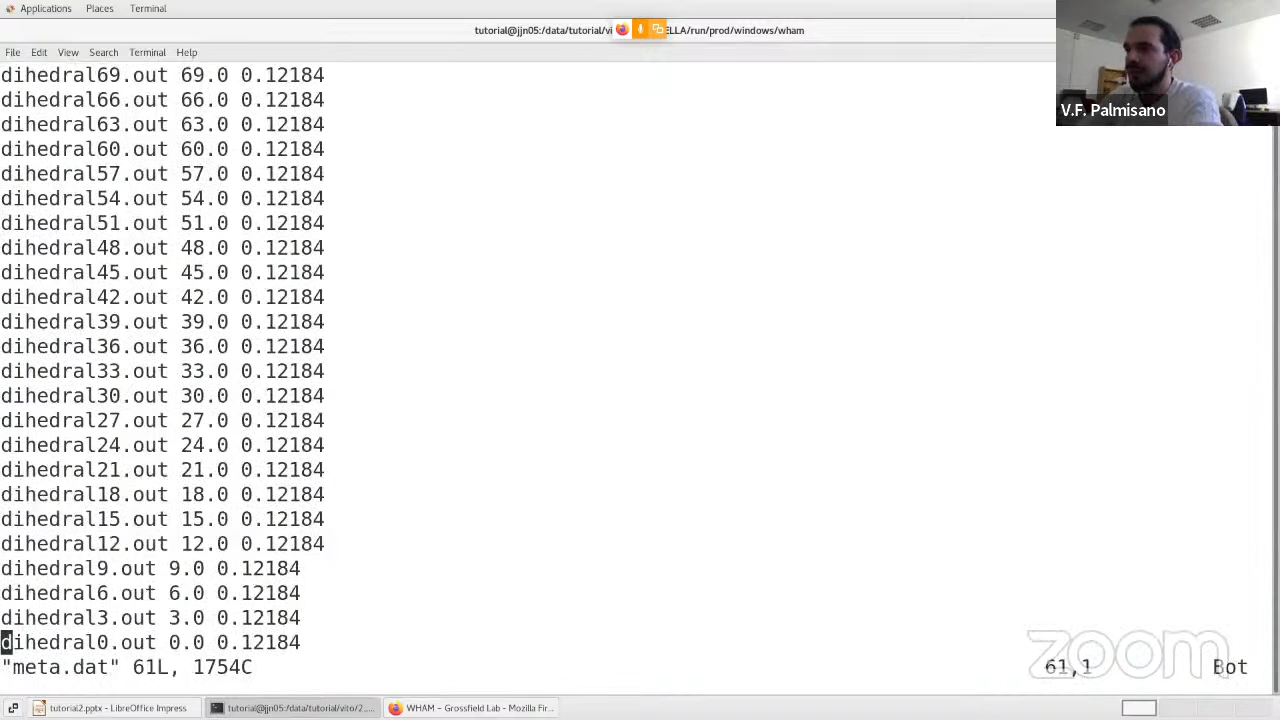 Applications Places Terminal
tutorial@jjn05:/data/tutorial/vi ELLA/run/prod/windows/wham
File Edit View Search Terminal Help
V.F. Palmisano
dihedral69.out 69.0 0.12184
dihedral66.out 66.0 0.12184
dihedral63.out 63.0 0.12184
dihedral60.out 60.0 0.12184
dihedral57.out 57.0 0.12184
dihedral54.out 54.0 0.12184
dihedral51.out 51.0 0.12184
dihedral48.out 48.0 0.12184
dihedral45.out 45.0 0.12184
dihedral42.out 42.0 0.12184
dihedral39.out 39.0 0.12184
dihedral36.out 36.0 0.12184
dihedral33.out 33.0 0.12184
dihedral30.out 30.0 0.12184
dihedral27.out 27.0 0.12184
dihedral24.out 24.0 0.12184
dihedral21.out 21.0 0.12184
dihedral18.out 18.0 0.12184
dihedral15.out 15.0 0.12184
dihedral12.out 12.0 0.12184
dihedral9.out 9.0 0.12184
dihedral6.out 6.0 0.12184
dihedral3.out 3.0 0.12184
dihedral0.out 0.0 0.12184
"meta.dat" 61L, 1754C 61,1 Bot
zoom
tutorial2.pptx - LibreOffice Impress tutorial@jjn05:/data/tutorial/vito/2.... WHAM – Grossfield Lab - Mozilla Fir...